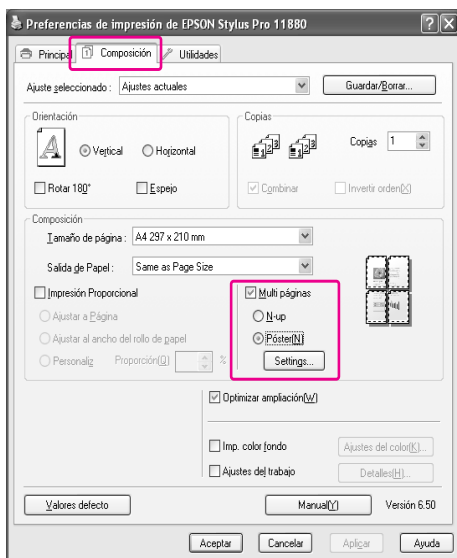 Preferencias de impresión de EPSON Stylus Pro 11880
Principal Composición Utilidades
Ajuste seleccionado : Ajustes actuales Guardar/Borrar...
Orientación
Copias
Vertical Horizontal
Copias 1
Rotar 180° Espejo
Combinar Invertir orden(X)
Composición
Tamaño de página : A4 297 x 210 mm
Salida de Papel : Same as Page Size
Impresión Proporcional
Multi páginas
Ajustar a Página
N-up
Ajustar al ancho del rollo de papel
Póster(N)
Personaliz Proporción(Q) %
Settings...
Optimizar ampliación(W)
Imp. color fondo Ajustes del color(K)...
Ajustes del trabajo Detalles(H)...
Valores defecto Manual(Y) Versión 6.50
Aceptar Cancelar Aplicar Ayuda